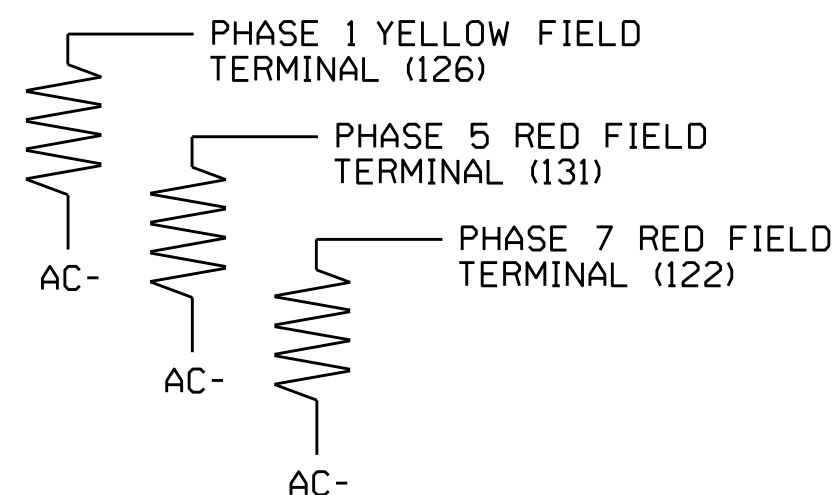 PHASE 1 YELLOW FIELD
TERMINAL (126)
PHASE 5 RED FIELD
TERMINAL (131)
PHASE 7 RED FIELD
TERMINAL (122)
AC-
AC-
AC-